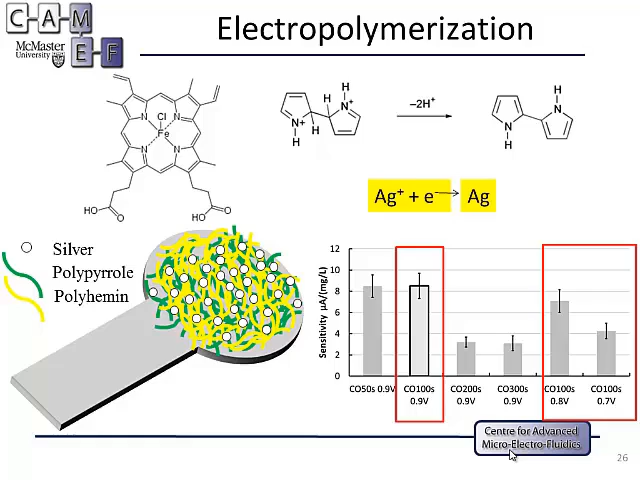 C A M
E F
McMaster
University
Electropolymerization
Cl
N N
Fe
N N
HO O HO O
H
H N+
N+ H
H
–2H+
H
N
N
H
Ag+ + e → Ag
Silver
Polypyrrole
Polyhemin
Sensitivity µA/(mg/L)
12
10
8
6
4
2
0
CO50s 0.9V
CO100s
0.9V
CO200s
0.9V
CO300s
0.9V
CO100s
0.8V
CO100s
0.7V
Centre for Advanced
Micro-Electro-Fluidics
26